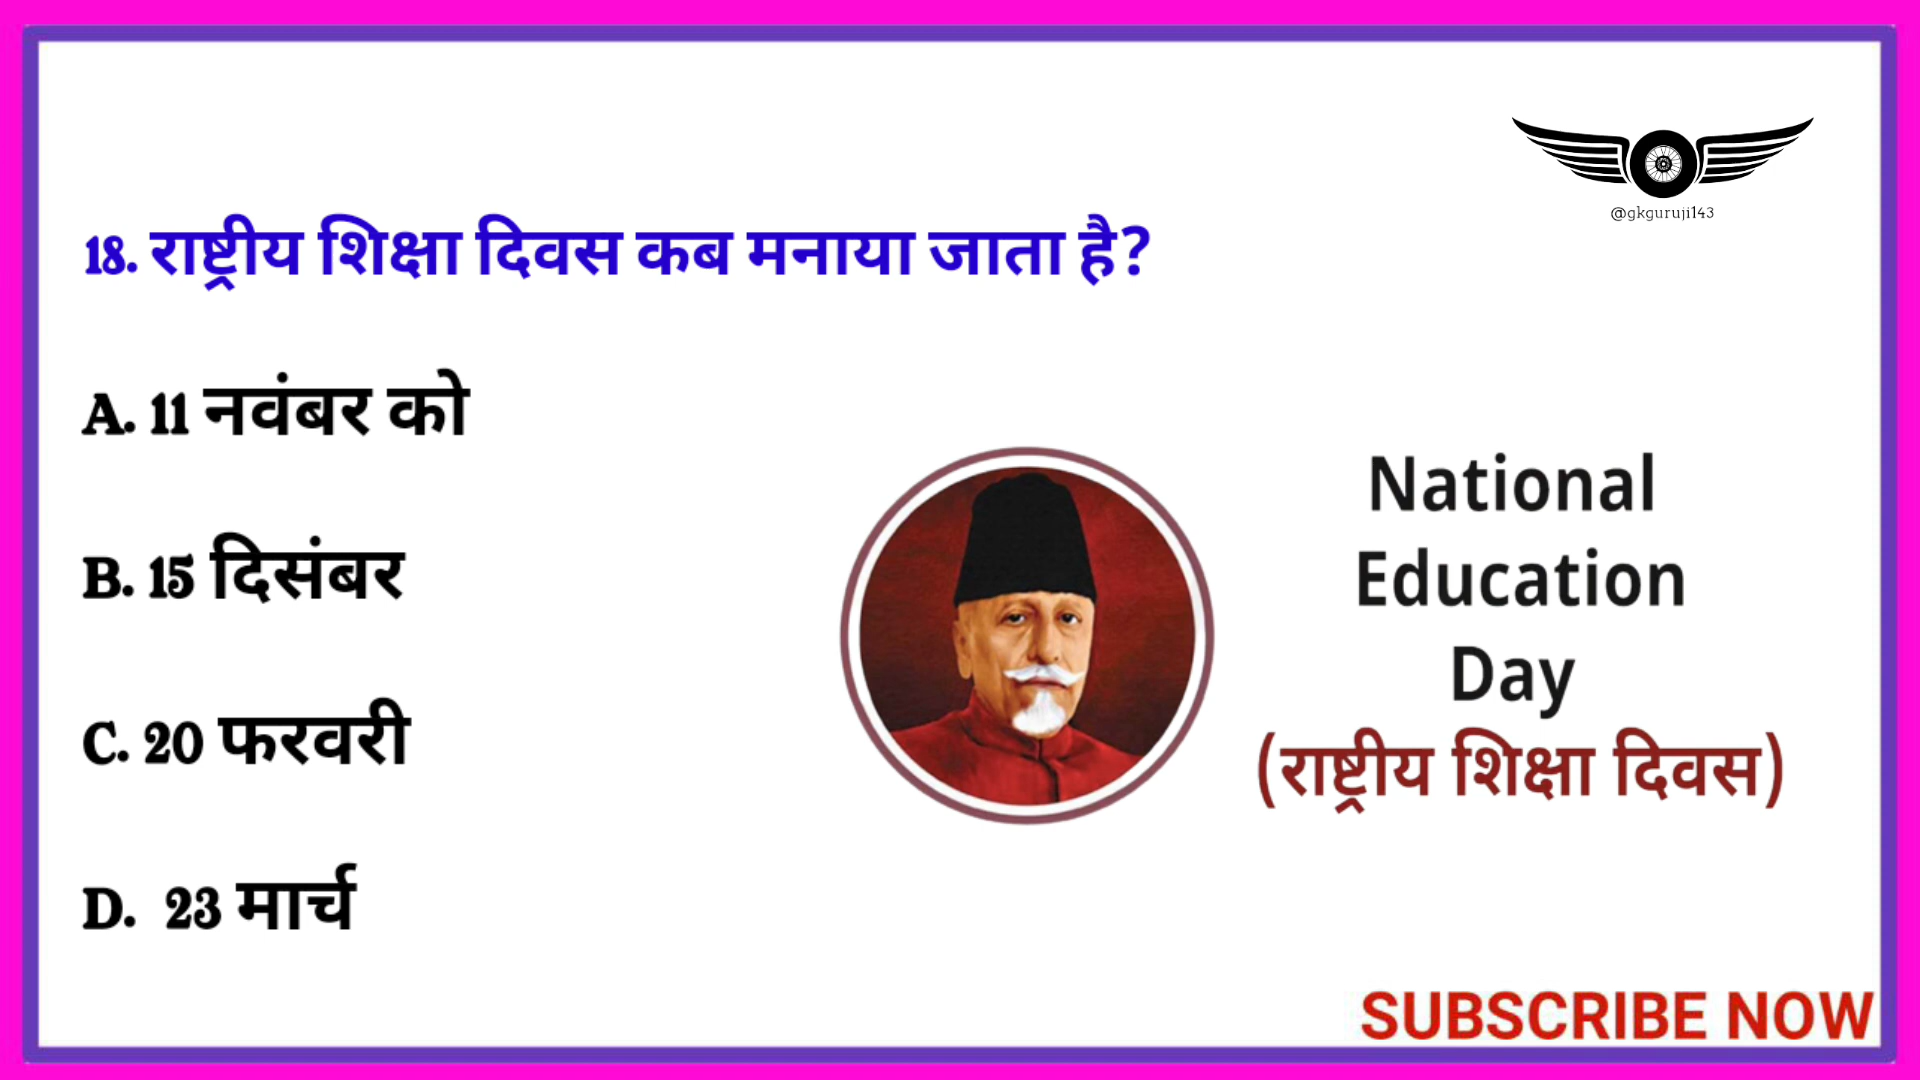 @gkguruji143
18. राष्ट्रीय शिक्षा दिवस कब मनाया जाता है?
A. 11 नवंबर को
B. 15 दिसंबर
C. 20 फरवरी
D. 23 मार्च
National
Education
Day
(राष्ट्रीय शिक्षा दिवस)
SUBSCRIBE NOW